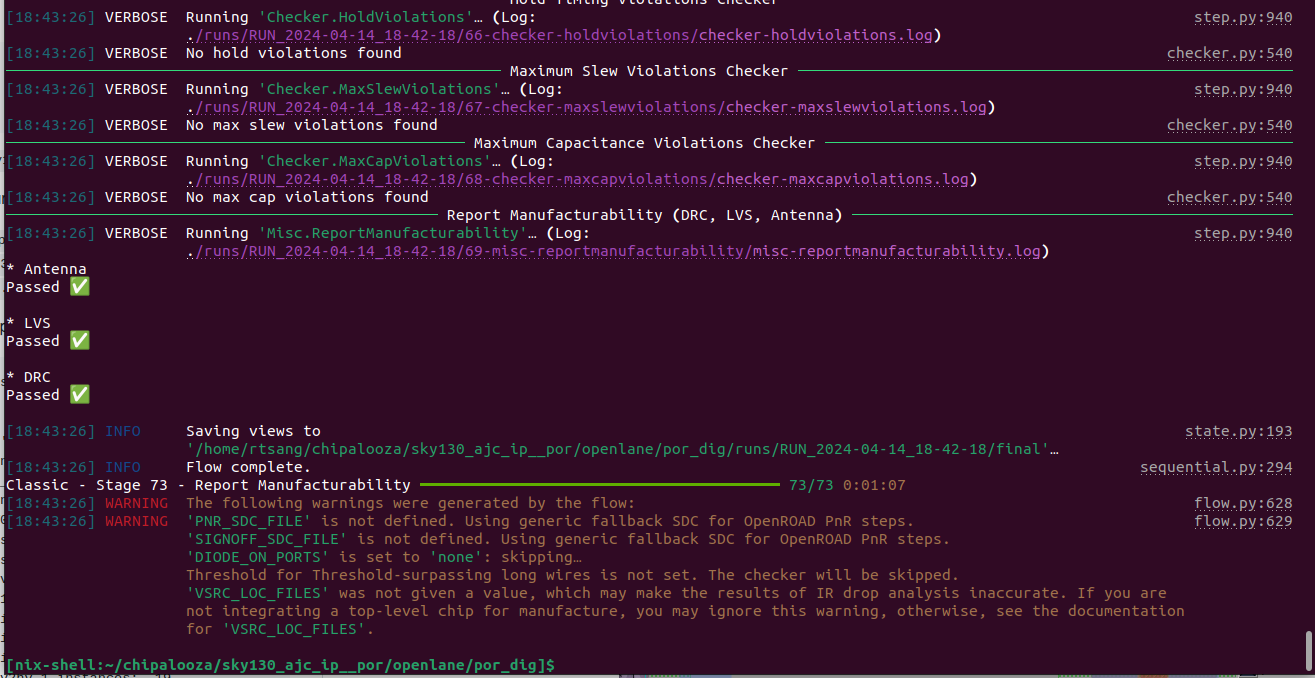 Hold Timing Violations Checker
[18:43:26] VERBOSE Running 'Checker.HoldViolations'… (Log: step.py:940
./runs/RUN_2024-04-14_18-42-18/66-checker-holdviolations/checker-holdviolations.log)
[18:43:26] VERBOSE No hold violations found checker.py:540
Maximum Slew Violations Checker
[18:43:26] VERBOSE Running 'Checker.MaxSlewViolations'… (Log: step.py:940
./runs/RUN_2024-04-14_18-42-18/67-checker-maxslewviolations/checker-maxslewviolations.log)
[18:43:26] VERBOSE No max slew violations found checker.py:540
Maximum Capacitance Violations Checker
[18:43:26] VERBOSE Running 'Checker.MaxCapViolations'… (Log: step.py:940
./runs/RUN_2024-04-14_18-42-18/68-checker-maxcapviolations/checker-maxcapviolations.log)
[18:43:26] VERBOSE No max cap violations found checker.py:540
Report Manufacturability (DRC, LVS, Antenna)
[18:43:26] VERBOSE Running 'Misc.ReportManufacturability'… (Log: step.py:940
./runs/RUN_2024-04-14_18-42-18/69-misc-reportmanufacturability/misc-reportmanufacturability.log)
* Antenna
Passed ✅
* LVS
Passed ✅
* DRC
Passed ✅
[18:43:26] INFO Saving views to state.py:193
'/home/rtsang/chipalooza/sky130_ajc_ip__por/openlane/por_dig/runs/RUN_2024-04-14_18-42-18/final'…
[18:43:26] INFO Flow complete. sequential.py:294
Classic - Stage 73 - Report Manufacturability 73/73 0:01:07
[18:43:26] WARNING The following warnings were generated by the flow: flow.py:628
[18:43:26] WARNING 'PNR_SDC_FILE' is not defined. Using generic fallback SDC for OpenROAD PnR steps. flow.py:629
'SIGNOFF_SDC_FILE' is not defined. Using generic fallback SDC for OpenROAD PnR steps.
'DIODE_ON_PORTS' is set to 'none': skipping…
Threshold for Threshold-surpassing long wires is not set. The checker will be skipped.
'VSRC_LOC_FILES' was not given a value, which may make the results of IR drop analysis inaccurate. If you are
not integrating a top-level chip for manufacture, you may ignore this warning, otherwise, see the documentation
for 'VSRC_LOC_FILES'.
[nix-shell:~/chipalooza/sky130_ajc_ip__por/openlane/por_dig]$